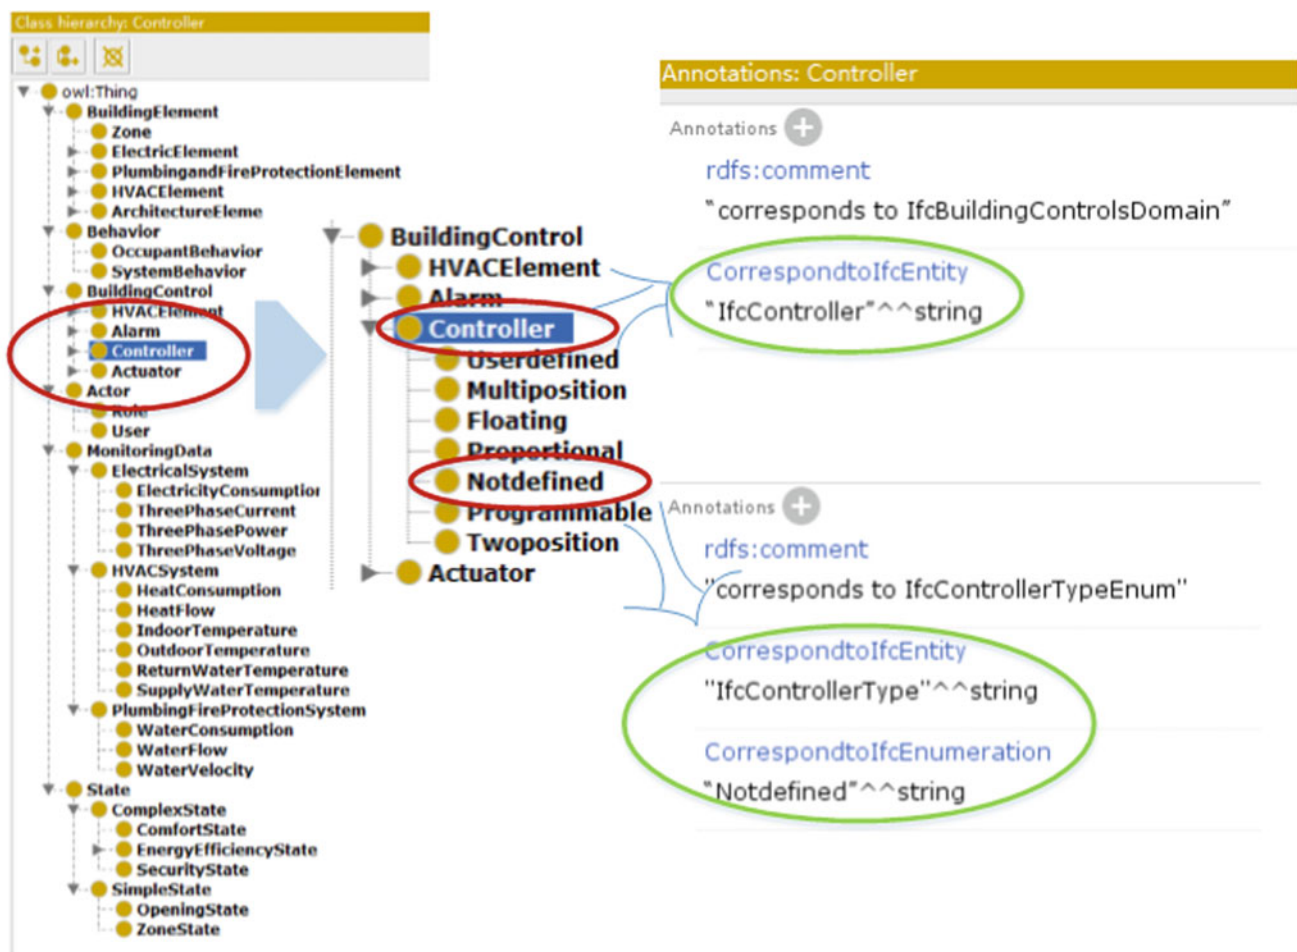 Class hierarchy: Controller
owl:Thing
BuildingElement
Zone
ElectricElement
PlumbingandFireProtectionElement
HVACElement
ArchitectureEleme
Behavior
OccupantBehavior
SystemBehavior
BuildingControl
HVACElement
Alarm
Controller
Actuator
Actor
Role
User
MonitoringData
ElectricalSystem
ElectricityConsumption
ThreePhaseCurrent
ThreePhasePower
ThreePhaseVoltage
HVACSystem
HeatConsumption
HeatFlow
IndoorTemperature
OutdoorTemperature
ReturnWaterTemperature
SupplyWaterTemperature
PlumbingFireProtectionSystem
WaterConsumption
WaterFlow
WaterVelocity
State
ComplexState
ComfortState
EnergyEfficiencyState
SecurityState
SimpleState
OpeningState
ZoneState
BuildingControl
HVACElement
Alarm
Controller
Userdefined
Multiposition
Floating
Proportional
Notdefined
Programmable
Twoposition
Actuator
Annotations: Controller
Annotations
rdfs:comment
"corresponds to IfcBuildingControlsDomain"
CorrespondtoIfcEntity
"IfcController"^^string
Annotations
rdfs:comment
"corresponds to IfcControllerTypeEnum"
CorrespondtoIfcEntity
"IfcControllerType"^^string
CorrespondtoIfcEnumeration
"Notdefined"^^string